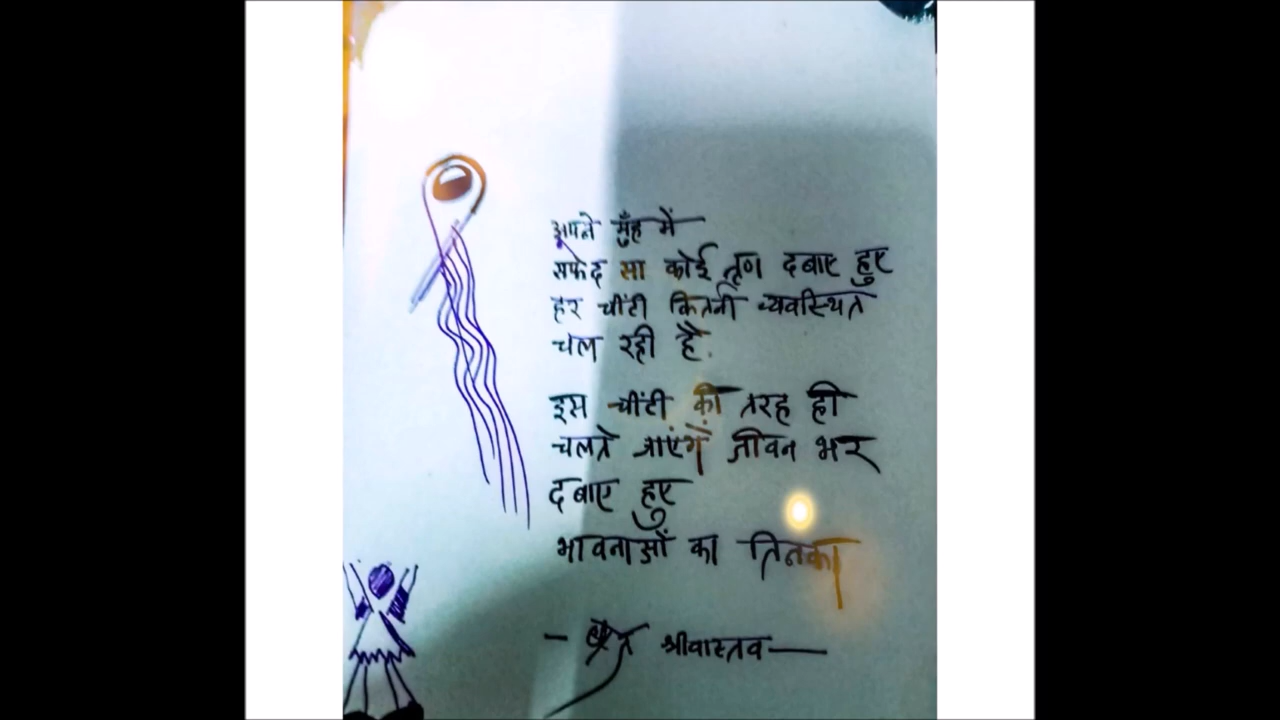 अपने मुँह में
सफेद सा कोई तृण दबाए हुए
हर चींटी कितनी व्यवस्थित
चल रही है.
इस चींटी की तरह ही
चलते जाएंगें जीवन भर
दबाए हुए
भावनाओं का तिनका
- श्रीवास्तव -